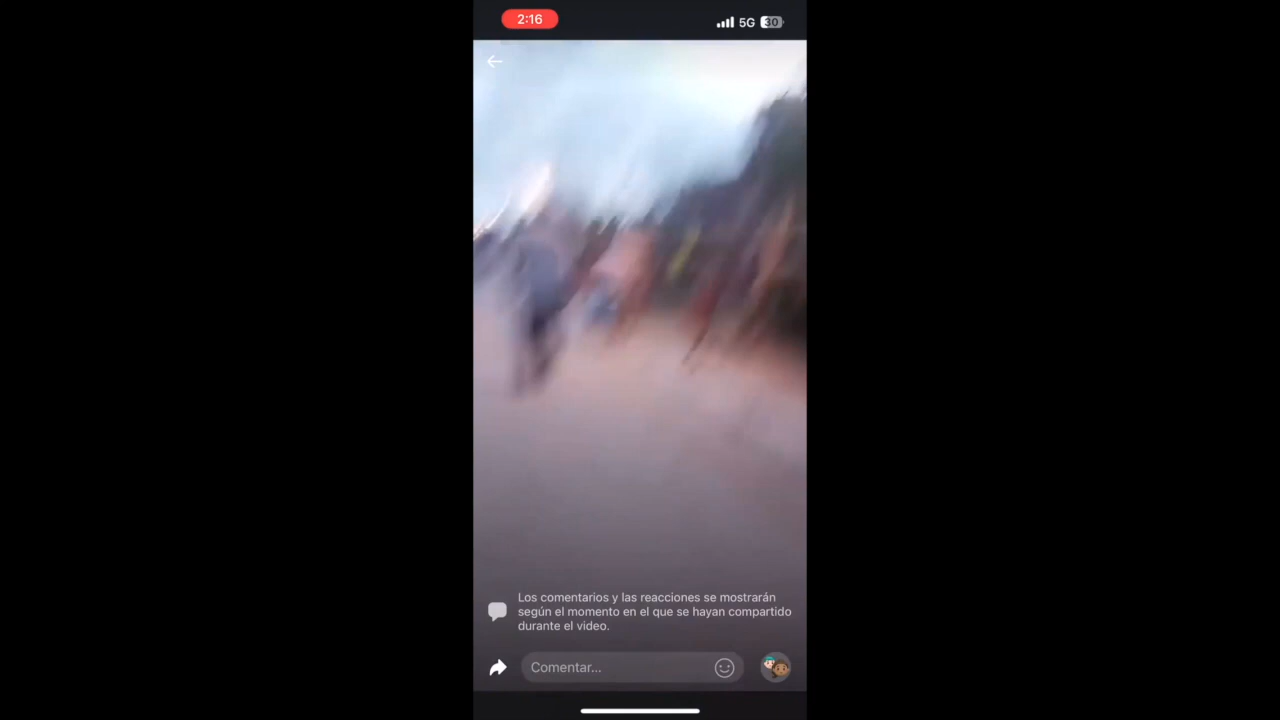 2:16
5G
30
Los comentarios y las reacciones se mostrarán
según el momento en el que se hayan compartido
durante el video.
Comentar...